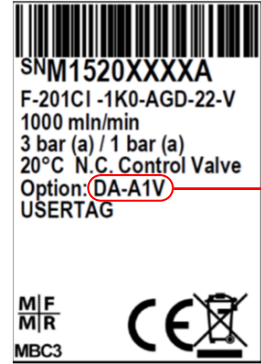 SNM1520XXXXA
F-201CI -1K0-AGD-22-V
1000 mln/min
3 bar (a) / 1 bar (a)
20°C N.C. Control Valve
Option: DA-A1V
USERTAG
M|F
M|R
MBC3
CE